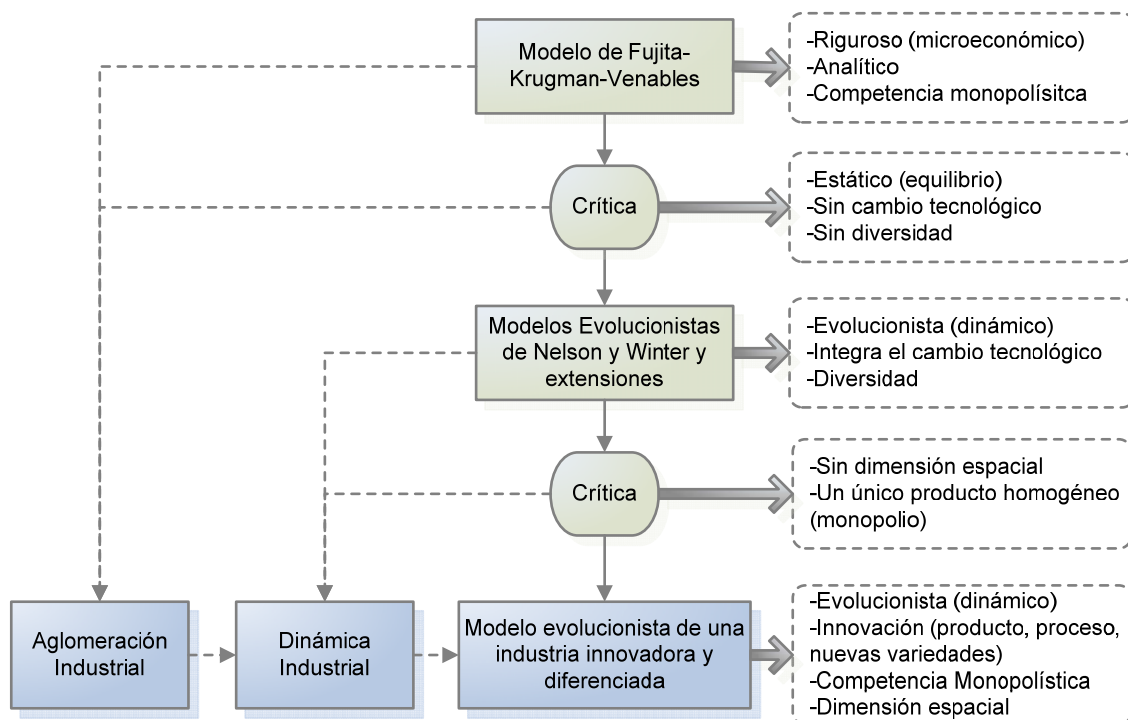 Modelo de Fujita-
Krugman-Venables
-Riguroso (microeconómico)
-Analítico
-Competencia monopolísitca
Crítica
-Estático (equilibrio)
-Sin cambio tecnológico
-Sin diversidad
Modelos Evolucionistas
de Nelson y Winter y
extensiones
-Evolucionista (dinámico)
-Integra el cambio tecnológico
-Diversidad
Crítica
-Sin dimensión espacial
-Un único producto homogéneo
(monopolio)
Aglomeración
Industrial
Dinámica
Industrial
Modelo evolucionista de una
industria innovadora y
diferenciada
-Evolucionista (dinámico)
-Innovación (producto, proceso,
nuevas variedades)
-Competencia Monopolística
-Dimensión espacial